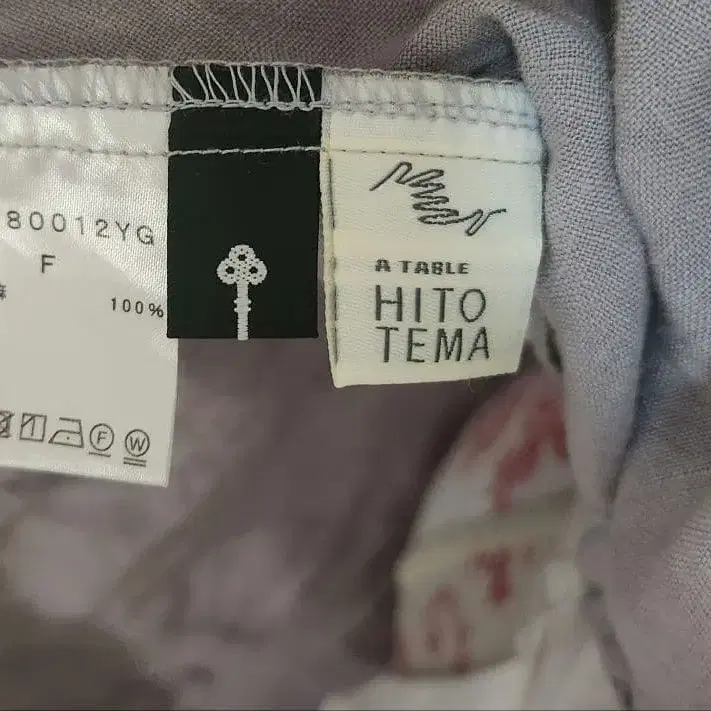 80012YG
F
100%
F W
A TABLE
HITO
TEMA